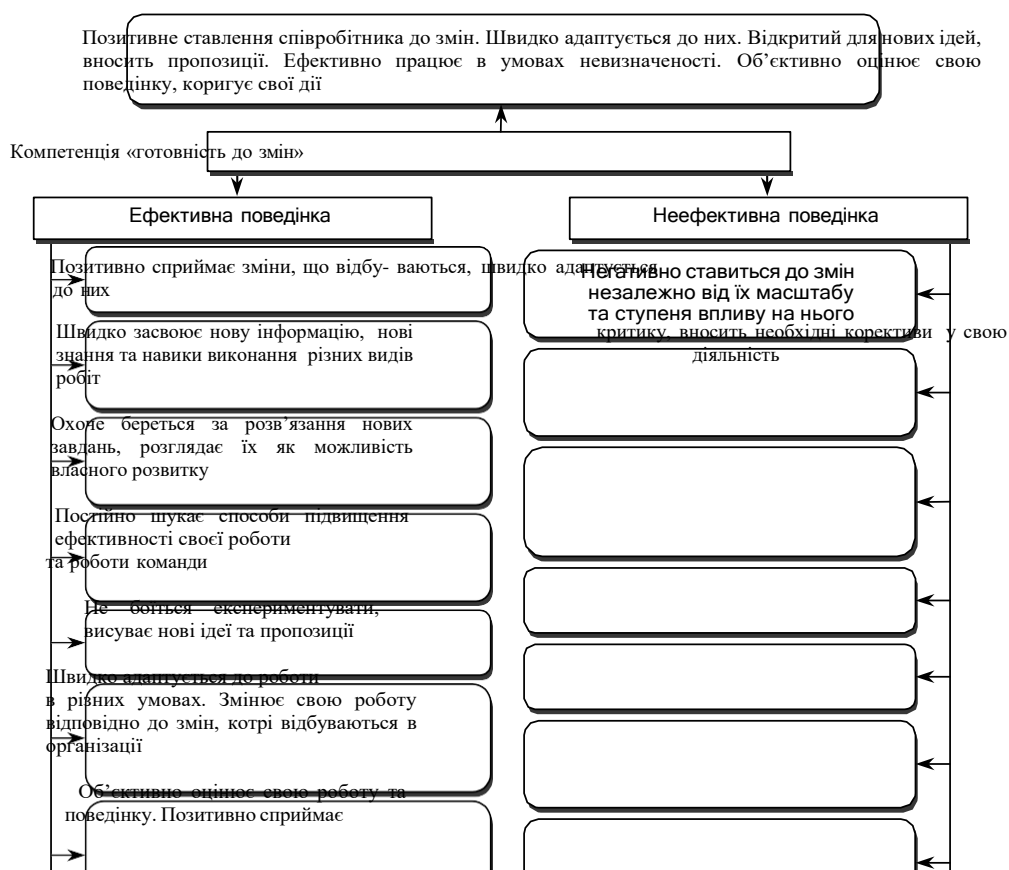 Позитивне ставлення співробітника до змін. Швидко адаптується до них. Відкритий для нових ідей,
вносить пропозиції. Ефективно працює в умовах невизначеності. Об’єктивно оцінює свою
поведінку, коригує свої дії
Компетенція «готовність до змін»
Ефективна поведінка
Неефективна поведінка
Позитивно сприймає зміни, що відбу- ваються, швидко адаптується
до них
Швидко засвоює нову інформацію, нові
знання та навики виконання різних видів
робіт
Охоче береться за розв’язання нових
завдань, розглядає їх як можливість
власного розвитку
Постійно шукає способи підвищення
ефективності своєї роботи
та роботи команди
Не боїться експериментувати,
висуває нові ідеї та пропозиції
Швидко адаптується до роботи
в різних умовах. Змінює свою роботу
відповідно до змін, котрі відбуваються в
організації
Об’єктивно оцінює свою роботу та
поведінку. Позитивно сприймає
Негативно ставиться до змін
незалежно від їх масштабу
та ступеня впливу на нього
критику, вносить необхідні корективи у свою
діяльність